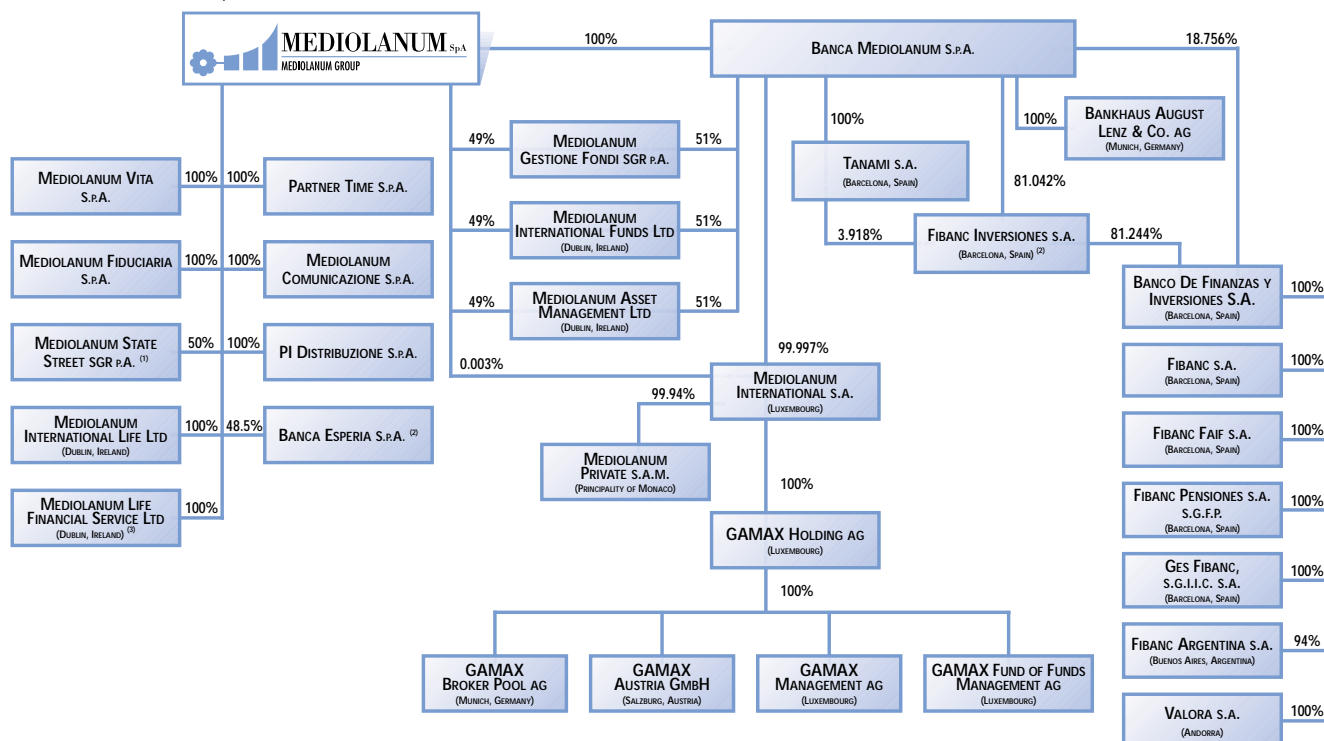 MEDIOLANUM SpA
MEDIOLANUM GROUP
100%
BANCA MEDIOLANUM S.P.A.
18.756%
49%
MEDIOLANUM
GESTIONE FONDI SGR P.A.
51%
100%
100%
BANKHAUS AUGUST
LENZ & CO. AG
(MUNICH, GERMANY)
TANAMI S.A.
(BARCELONA, SPAIN)
81.042%
MEDIOLANUM VITA
S.P.A.
100%
100%
PARTNER TIME S.P.A.
49%
MEDIOLANUM
INTERNATIONAL FUNDS LTD
(DUBLIN, IRELAND)
51%
3.918%
FIBANC INVERSIONES S.A.
(BARCELONA, SPAIN) (2)
81.244%
MEDIOLANUM FIDUCIARIA
S.P.A.
100%
100%
MEDIOLANUM
COMUNICAZIONE S.P.A.
49%
MEDIOLANUM ASSET
MANAGEMENT LTD
(DUBLIN, IRELAND)
51%
BANCO DE FINANZAS Y
INVERSIONES S.A.
(BARCELONA, SPAIN)
100%
MEDIOLANUM STATE
STREET SGR P.A. (1)
50%
100%
PI DISTRIBUZIONE S.P.A.
0.003%
99.997%
MEDIOLANUM
INTERNATIONAL S.A.
(LUXEMBOURG)
FIBANC S.A.
(BARCELONA, SPAIN)
100%
99.94%
MEDIOLANUM
INTERNATIONAL LIFE LTD
(DUBLIN, IRELAND)
100%
48.5%
BANCA ESPERIA S.P.A. (2)
MEDIOLANUM
PRIVATE S.A.M.
(PRINCIPALITY OF MONACO)
FIBANC FAIF S.A.
(BARCELONA, SPAIN)
100%
100%
MEDIOLANUM LIFE
FINANCIAL SERVICE LTD
(DUBLIN, IRELAND) (3)
100%
FIBANC PENSIONES S.A.
S.G.F.P.
(BARCELONA, SPAIN)
100%
GAMAX HOLDING AG
(LUXEMBOURG)
100%
GES FIBANC,
S.G.I.I.C. S.A.
(BARCELONA, SPAIN)
100%
FIBANC ARGENTINA S.A.
(BUENOS AIRES, ARGENTINA)
94%
GAMAX
BROKER POOL AG
(MUNICH, GERMANY)
GAMAX
AUSTRIA GMBH
(SALZBURG, AUSTRIA)
GAMAX
MANAGEMENT AG
(LUXEMBOURG)
GAMAX FUND OF FUNDS
MANAGEMENT AG
(LUXEMBOURG)
VALORA S.A.
(ANDORRA)
100%